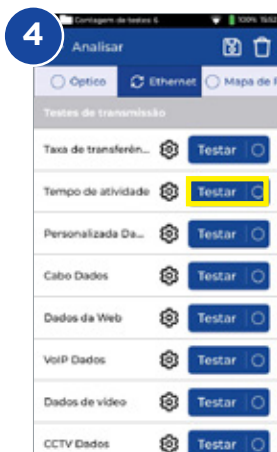 4
Contagem de testes 6
100% 15:52
Analisar
Óptico
Ethernet
Mapa de F
Testes de transmissão
Taxa de transferên...
Testar
Tempo de atividade
Testar
Personalizada Da...
Testar
Cabo Dados
Testar
Dados da Web
Testar
VoIP Dados
Testar
Dados de vídeo
Testar
CCTV Dados
Testar